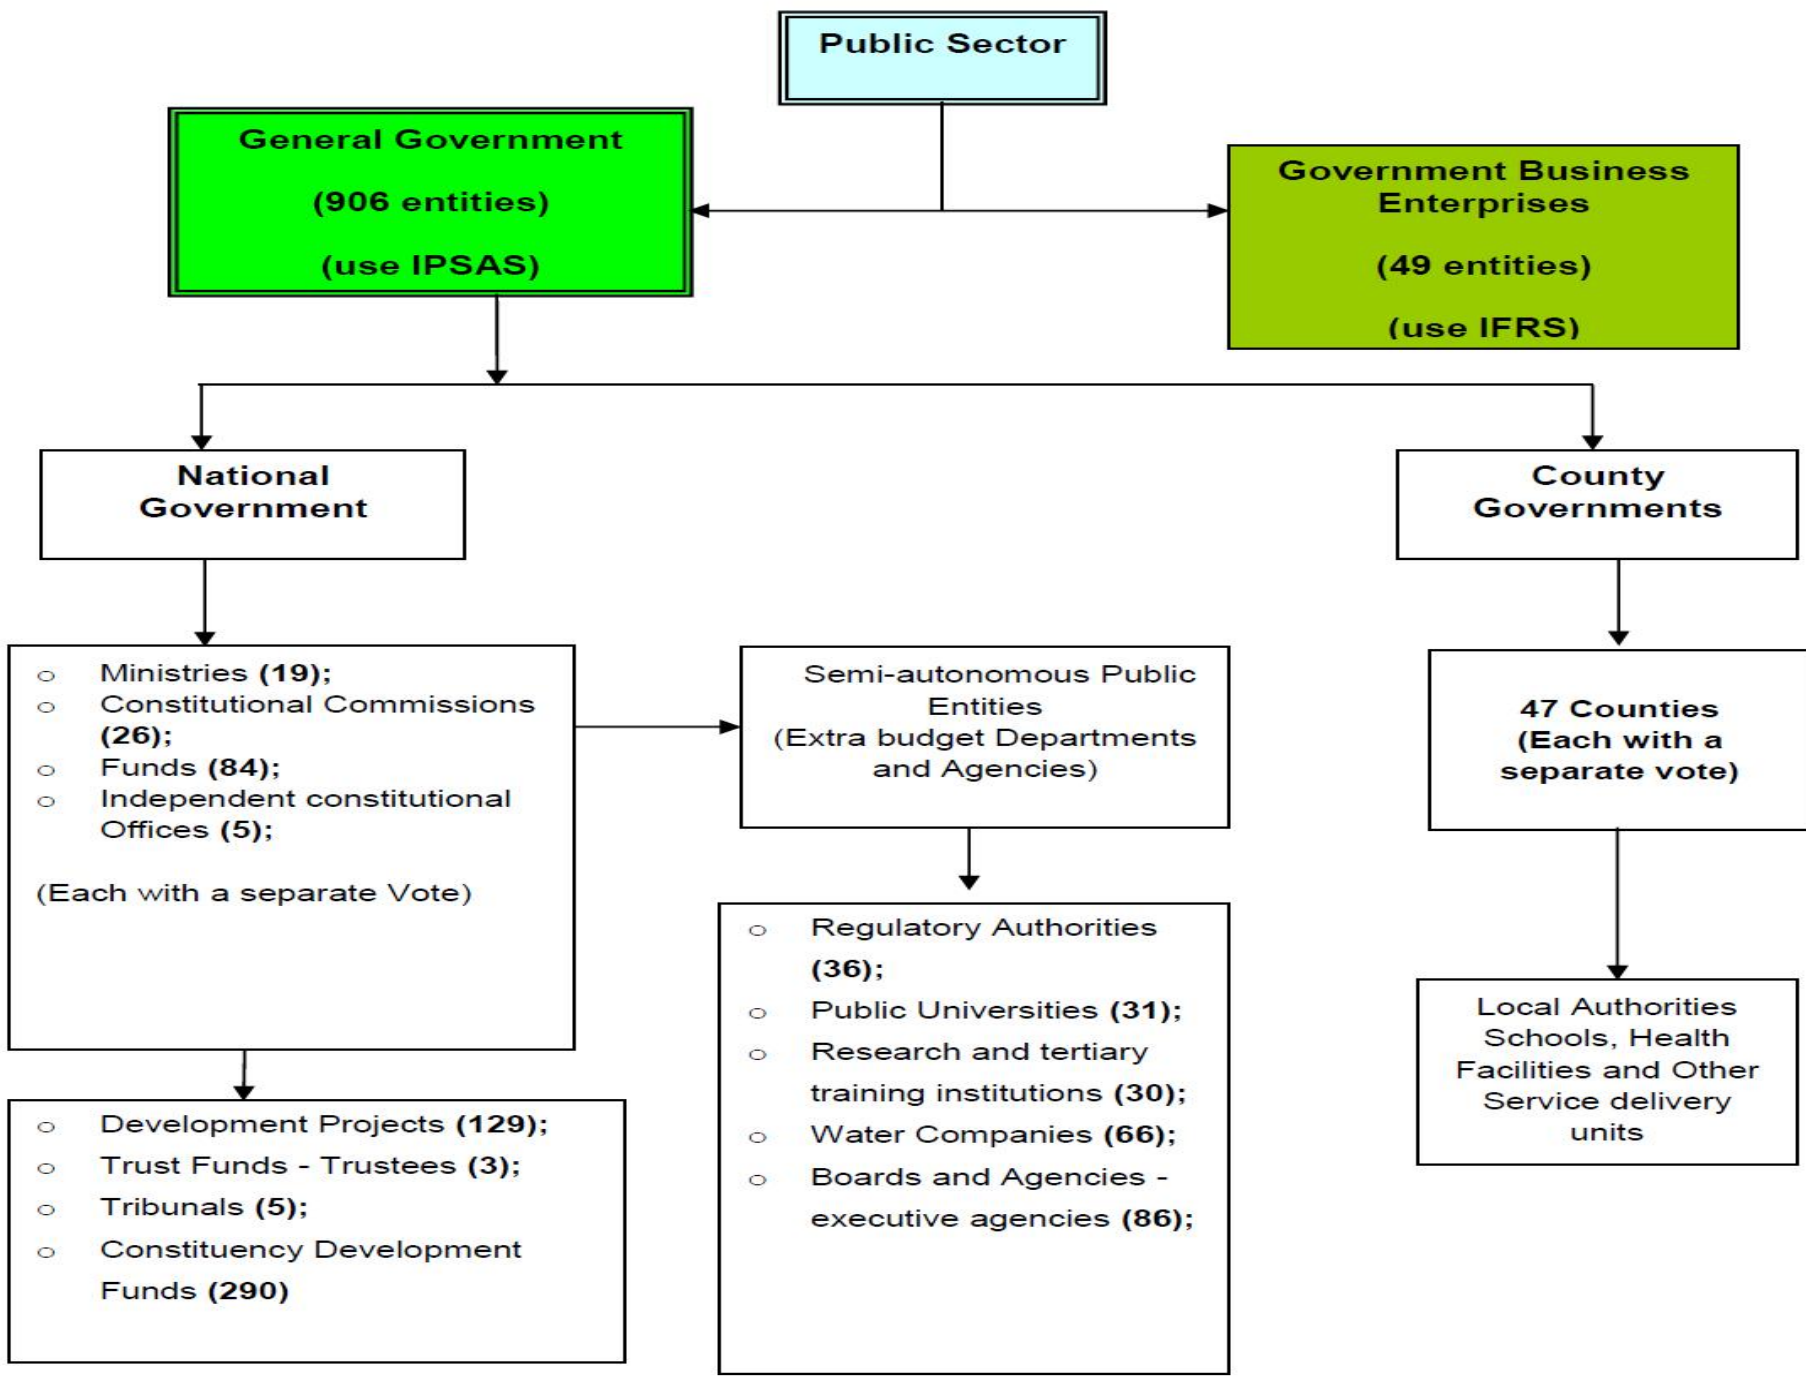 Public Sector
General Government
(906 entities)
(use IPSAS)
Government Business
Enterprises
(49 entities)
(use IFRS)
National
Government
County
Governments
o Ministries (19);
o Constitutional Commissions
(26);
o Funds (84);
o Independent constitutional
Offices (5);
(Each with a separate Vote)
Semi-autonomous Public
Entities
(Extra budget Departments
and Agencies)
47 Counties
(Each with a
separate vote)
o Regulatory Authorities
(36);
o Public Universities (31);
o Research and tertiary
training institutions (30);
o Water Companies (66);
o Boards and Agencies -
executive agencies (86);
Local Authorities
Schools, Health
Facilities and Other
Service delivery
units
o Development Projects (129);
o Trust Funds - Trustees (3);
o Tribunals (5);
o Constituency Development
Funds (290)